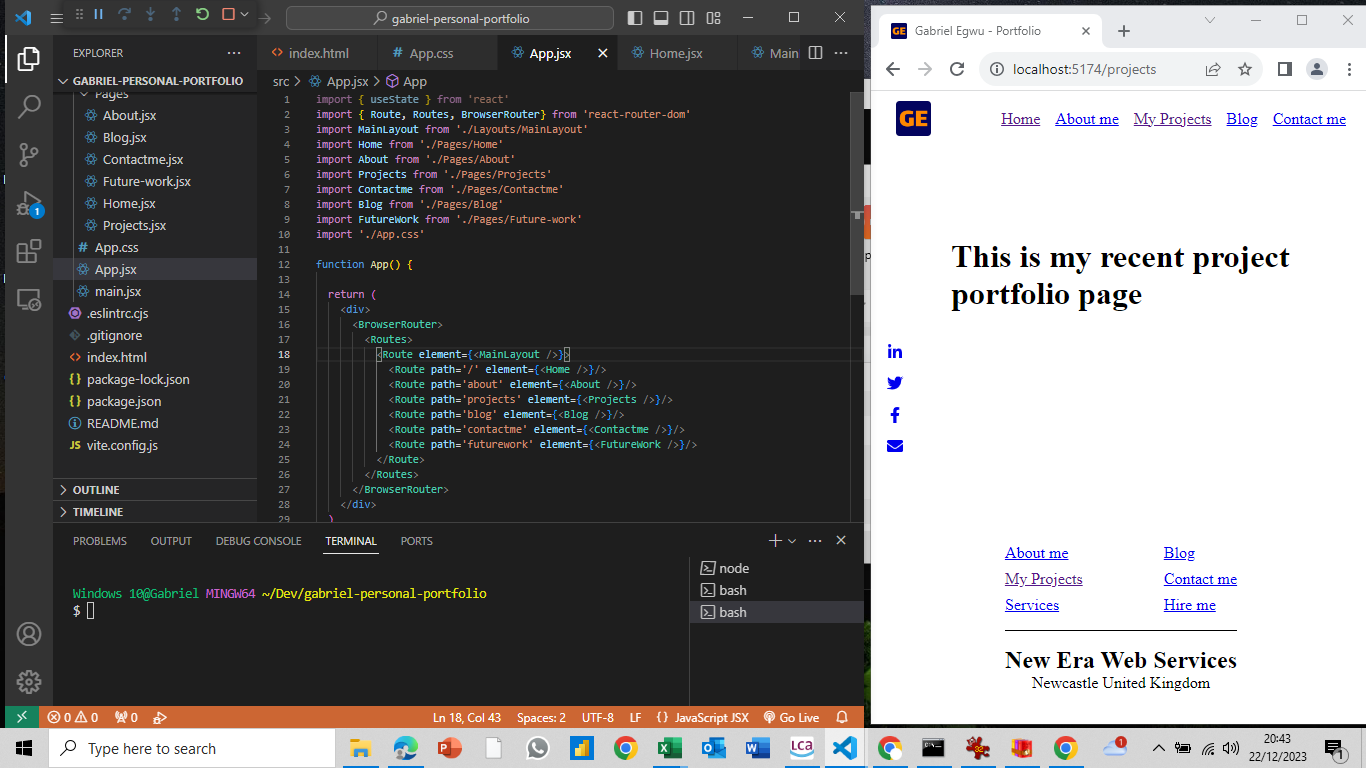 gabriel-personal-portfolio
EXPLORER
GABRIEL-PERSONAL-PORTFOLIO
Pages
About.jsx
Blog.jsx
Contactme.jsx
Future-work.jsx
Home.jsx
Projects.jsx
# App.css
App.jsx
main.jsx
.eslintrc.cjs
.gitignore
<> index.html
{} package-lock.json
{} package.json
README.md
JS vite.config.js
OUTLINE
TIMELINE
1
<> index.html
# App.css
App.jsx
Home.jsx
Main
src > App.jsx > App
1 import { useState } from 'react'
2 import { Route, Routes, BrowserRouter} from 'react-router-dom'
3 import MainLayout from './Layouts/MainLayout'
4 import Home from './Pages/Home'
5 import About from './Pages/About'
6 import Projects from './Pages/Projects'
7 import Contactme from './Pages/Contactme'
8 import Blog from './Pages/Blog'
9 import FutureWork from './Pages/Future-work'
10 import './App.css'
11
12 function App() {
13
14 return (
15 <div>
16 <BrowserRouter>
17 <Routes>
18 <Route element={<MainLayout />}>
19 <Route path='/' element={<Home />}/>
20 <Route path='about' element={<About />}/>
21 <Route path='projects' element={<Projects />}/>
22 <Route path='blog' element={<Blog />}/>
23 <Route path='contactme' element={<Contactme />}/>
24 <Route path='futurework' element={<FutureWork />}/>
25 </Route>
26 </Routes>
27 </BrowserRouter>
28 </div>
29 )
PROBLEMS OUTPUT DEBUG CONSOLE TERMINAL PORTS
Windows 10@Gabriel MINGW64 ~/Dev/gabriel-personal-portfolio
$
node
bash
bash
0 0 0
Ln 18, Col 43 Spaces: 2 UTF-8 LF {} JavaScript JSX Go Live
GE Gabriel Egwu - Portfolio
localhost:5174/projects
GE
Home About me My Projects Blog Contact me
This is my recent project
portfolio page
About me Blog
My Projects Contact me
Services Hire me
New Era Web Services
Newcastle United Kingdom
Type here to search
LCA
1
20:43
22/12/2023
1